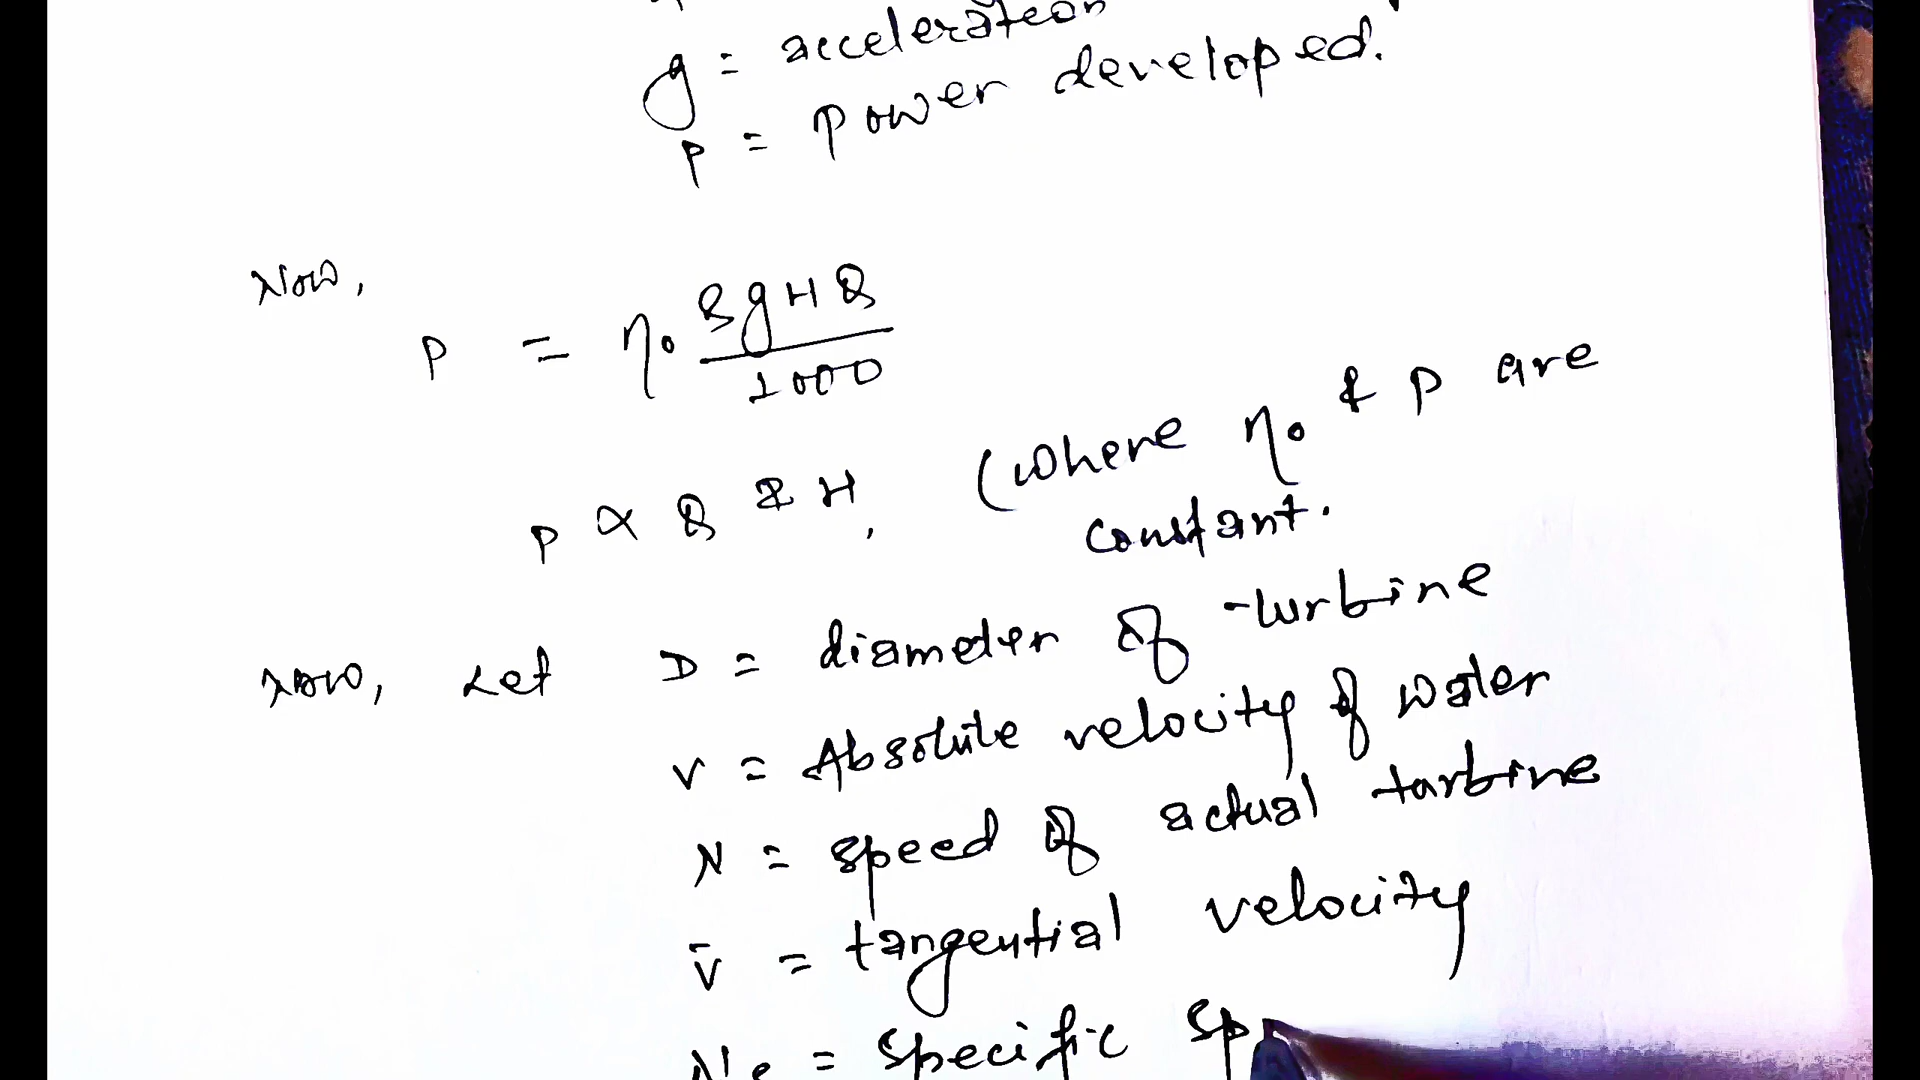 g = acceleration
P = power developed.
Now,
P = η₀ ρgHQ / 1000
P ∝ Q & H, (where η₀ & ρ are
constant.
Now, Let D = diameter of turbine
V = Absolute velocity of water
N = speed of actual turbine
v̄ = tangential velocity
= specific